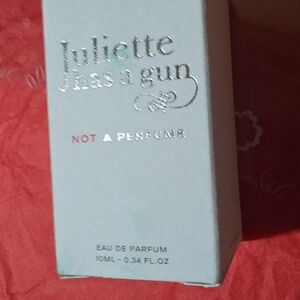 Juliette
has a gun
NOT A PERFUME
EAU DE PARFUM
10ML - 0.34 FL.OZ